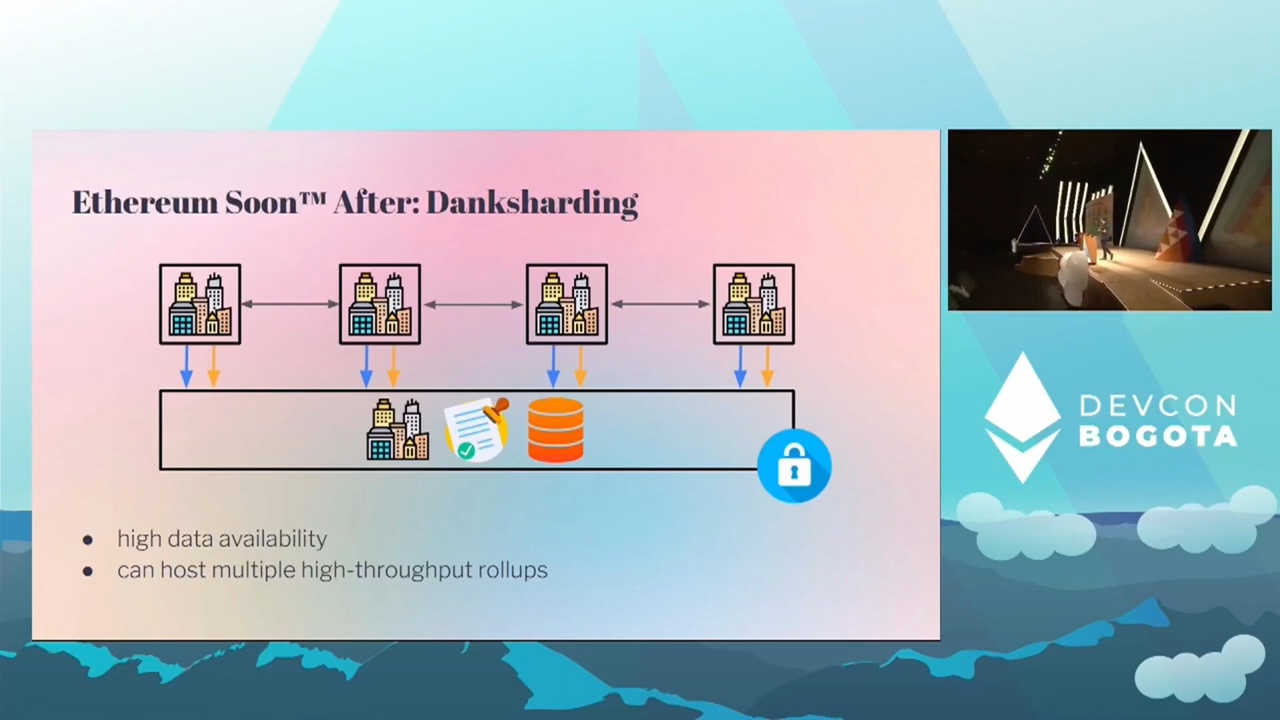 Ethereum Soon™ After: Danksharding
● high data availability
● can host multiple high-throughput rollups
DEVCON
BOGOTA